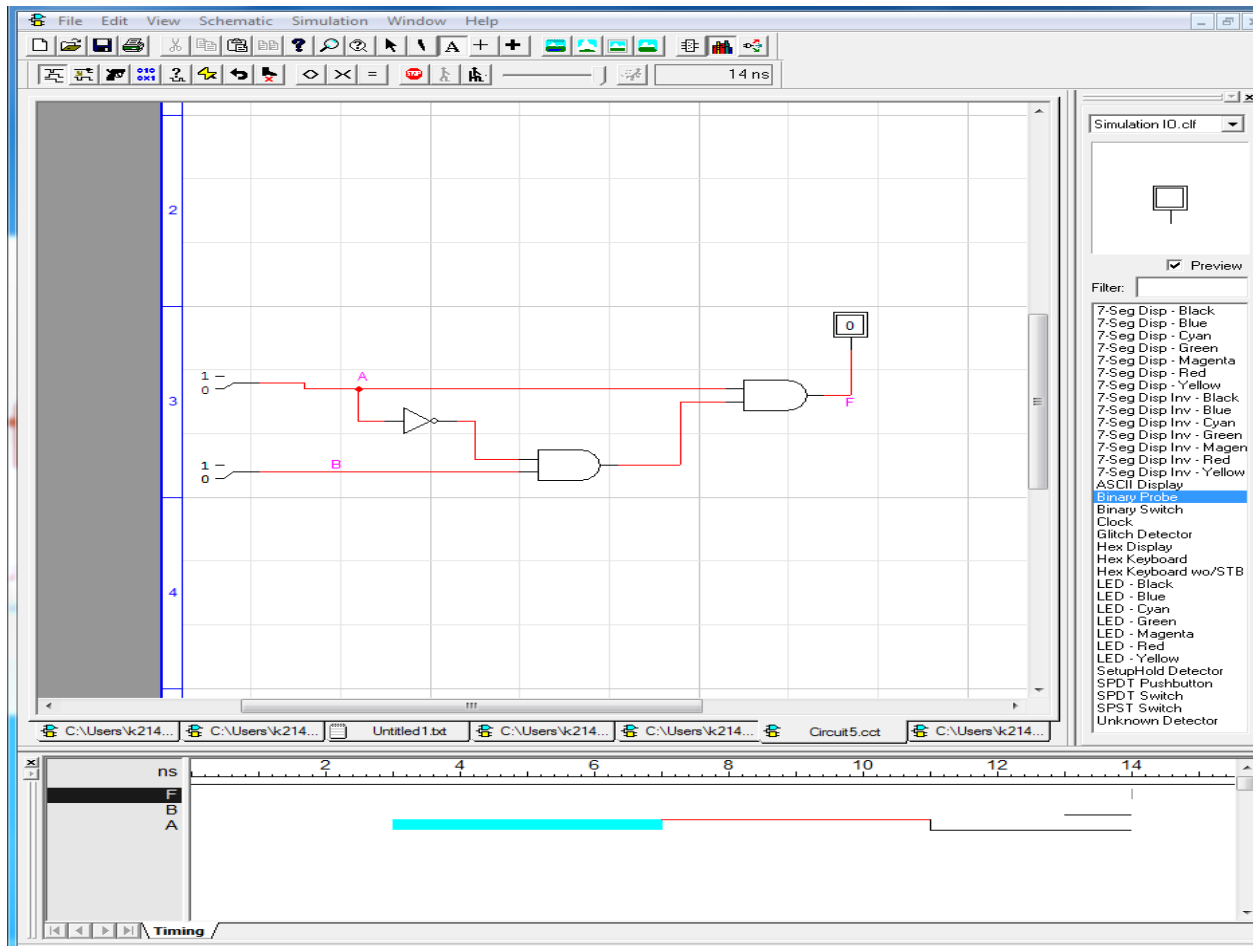 File Edit View Schematic Simulation Window Help
A
010
0X1
STOP
14 ns
Simulation IO.clf
2
Preview
Filter:
7-Seg Disp - Black
7-Seg Disp - Blue
7-Seg Disp - Cyan
7-Seg Disp - Green
7-Seg Disp - Magenta
7-Seg Disp - Red
7-Seg Disp - Yellow
7-Seg Disp Inv - Black
7-Seg Disp Inv - Blue
7-Seg Disp Inv - Cyan
7-Seg Disp Inv - Green
7-Seg Disp Inv - Magen
7-Seg Disp Inv - Red
7-Seg Disp Inv - Yellow
ASCII Display
Binary Probe
Binary Switch
Clock
Glitch Detector
Hex Display
Hex Keyboard
Hex Keyboard wo/STB
LED - Black
LED - Blue
LED - Cyan
LED - Green
LED - Magenta
LED - Red
LED - Yellow
SetupHold Detector
SPDT Pushbutton
SPDT Switch
SPST Switch
Unknown Detector
0
1
0
A
3
F
1
0
B
4
C:\Users\k214... C:\Users\k214... Untitled1.txt C:\Users\k214... C:\Users\k214... Circuit5.cct C:\Users\k214...
ns 2 4 6 8 10 12 14
F
B
A
Timing